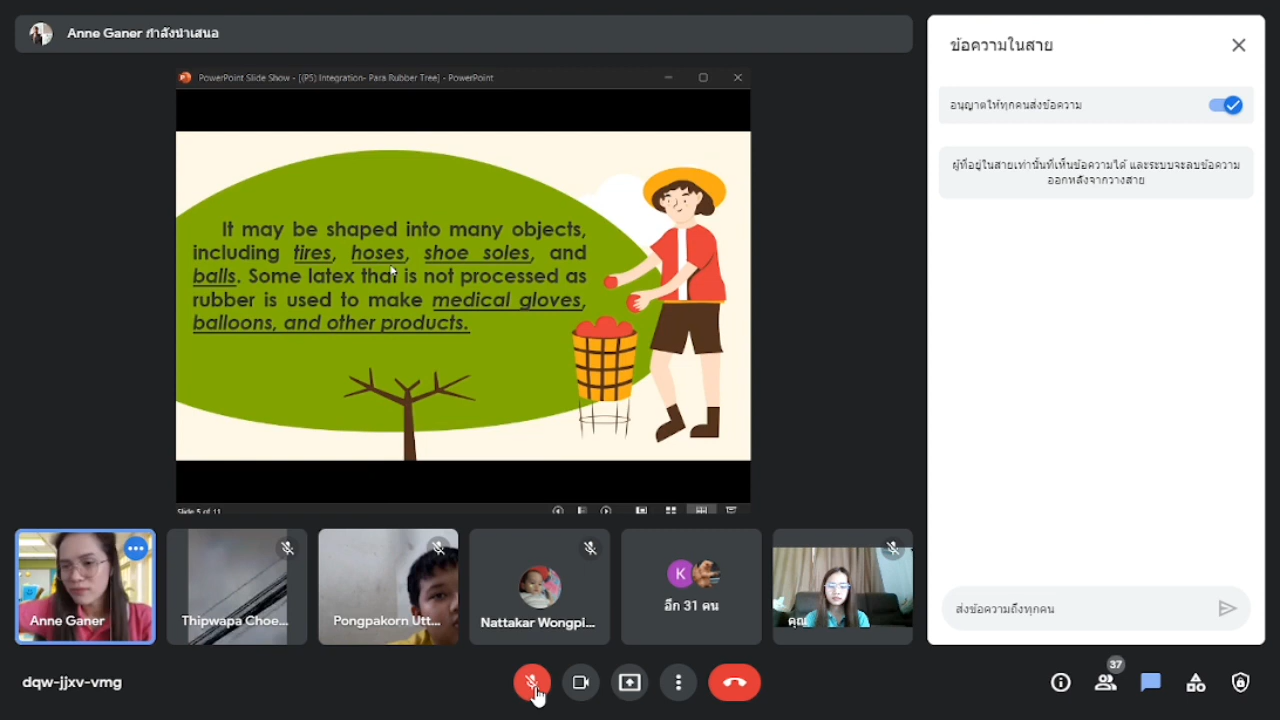 Anne Ganer กำลังนำเสนอ
PowerPoint Slide Show - [(P5) Integration- Para Rubber Tree] - PowerPoint
It may be shaped into many objects,
including tires, hoses, shoe soles, and
balls. Some latex that is not processed as
rubber is used to make medical gloves,
balloons, and other products.
Slide 5 of 11
Anne Ganer
Thipwapa Choe...
Pongpakorn Utt...
Nattakar Wongpi...
K
อีก 31 คน
คุณ
dqw-jjxv-vmg
ข้อความในสาย
อนุญาตให้ทุกคนส่งข้อความ
ผู้ที่อยู่ในสายเท่านั้นที่เห็นข้อความได้ และระบบจะลบข้อความ
ออกหลังจากวางสาย
ส่งข้อความถึงทุกคน
37